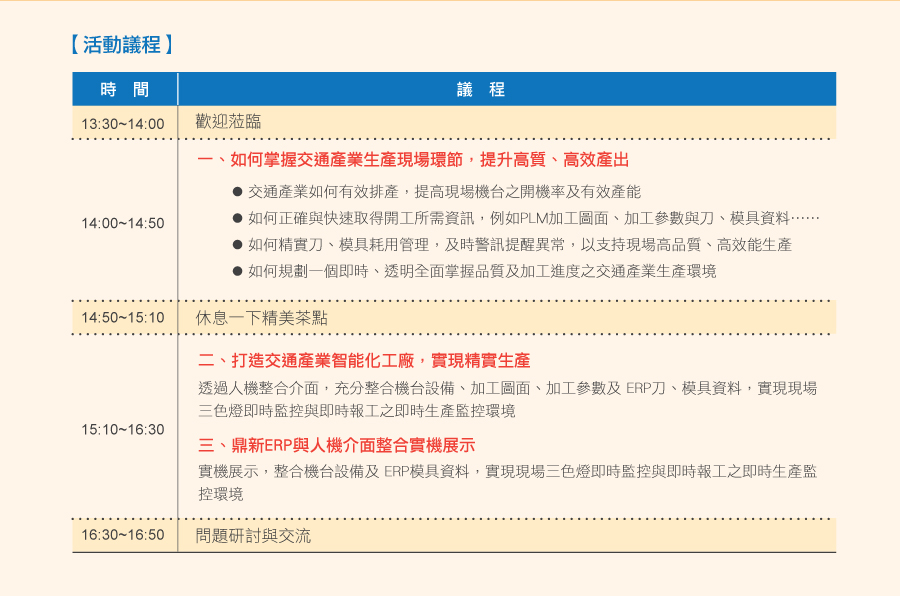 【活動議程】
時 間 議 程
13:30~14:00 歡迎蒞臨
一、如何掌握交通產業生產現場環節，提升高質、高效產出
● 交通產業如何有效排產，提高現場機台之開機率及有效產能
14:00~14:50
● 如何正確與快速取得開工所需資訊，例如PLM加工圖面、加工參數與刀、模具資料⋯⋯
● 如何精實刀、模具耗用管理，及時警訊提醒異常，以支持現場高品質、高效能生產
● 如何規劃一個即時、透明全面掌握品質及加工進度之交通產業生產環境
14:50~15:10 休息一下精美茶點
二、打造交通產業智能化工廠，實現精實生產
透過人機整合介面，充分整合機台設備、加工圖面、加工參數及 ERP刀、模具資料，實現現場
三色燈即時監控與即時報工之即時生產監控環境
15:10~16:30
三、鼎新ERP與人機介面整合實機展示
實機展示，整合機台設備及 ERP模具資料，實現現場三色燈即時監控與即時報工之即時生產監
控環境
16:30~16:50 問題研討與交流